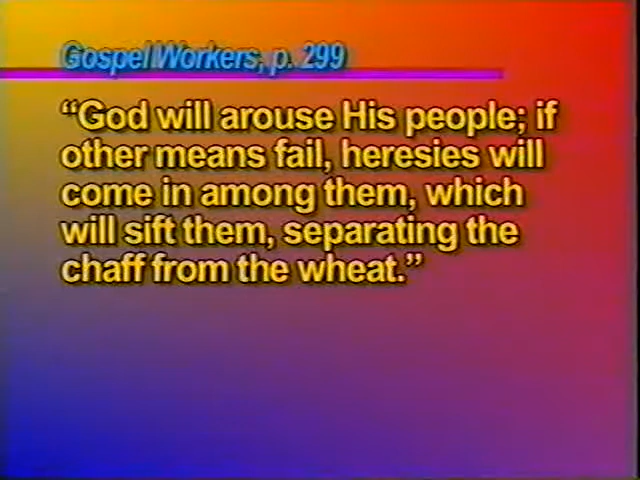 Gospel Workers, p. 299
“God will arouse His people; if
other means fail, heresies will
come in among them, which
will sift them, separating the
chaff from the wheat.”